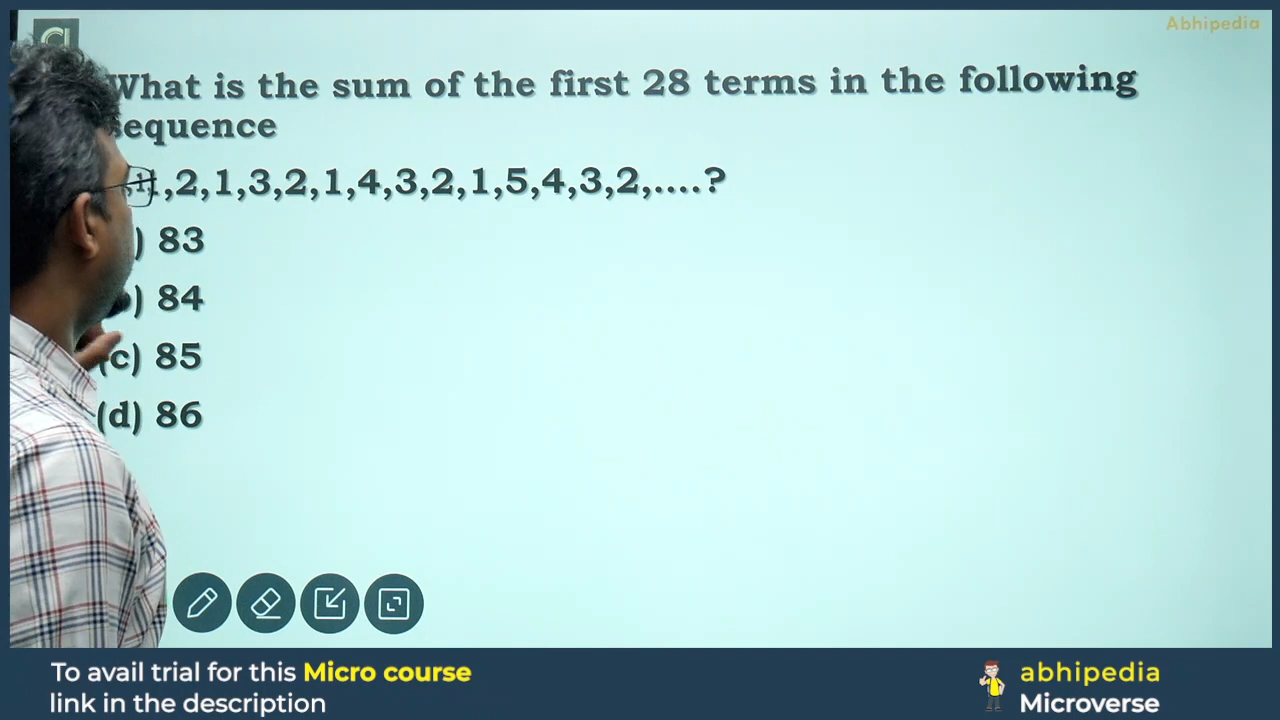 Abhipedia
What is the sum of the first 28 terms in the following
sequence
1,2,1,3,2,1,4,3,2,1,5,4,3,2,....?
) 83
) 84
(c) 85
(d) 86
To avail trial for this Micro course
link in the description
abhipedia
Microverse